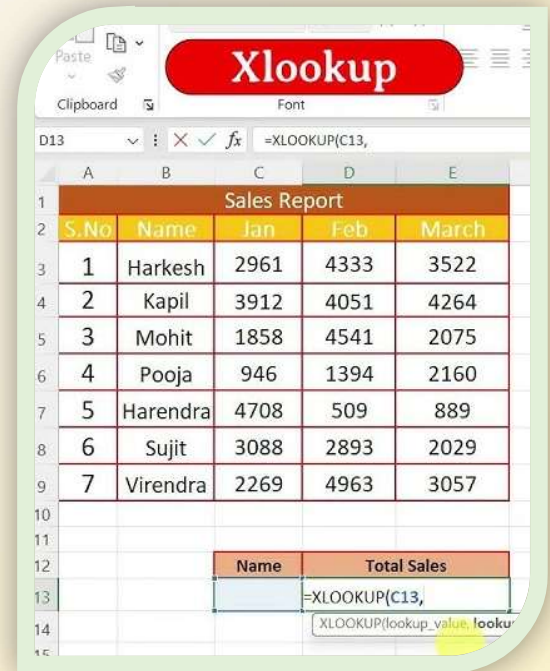 Paste
Xlookup
Clipboard Font
D13 fx =XLOOKUP(C13,
A B C D E
1 Sales Report
2 S.No Name Jan Feb March
3 1 Harkesh 2961 4333 3522
4 2 Kapil 3912 4051 4264
5 3 Mohit 1858 4541 2075
6 4 Pooja 946 1394 2160
7 5 Harendra 4708 509 889
8 6 Sujit 3088 2893 2029
9 7 Virendra 2269 4963 3057
10
11
12 Name Total Sales
13 =XLOOKUP(C13,
14 XLOOKUP(lookup_value, looku
15